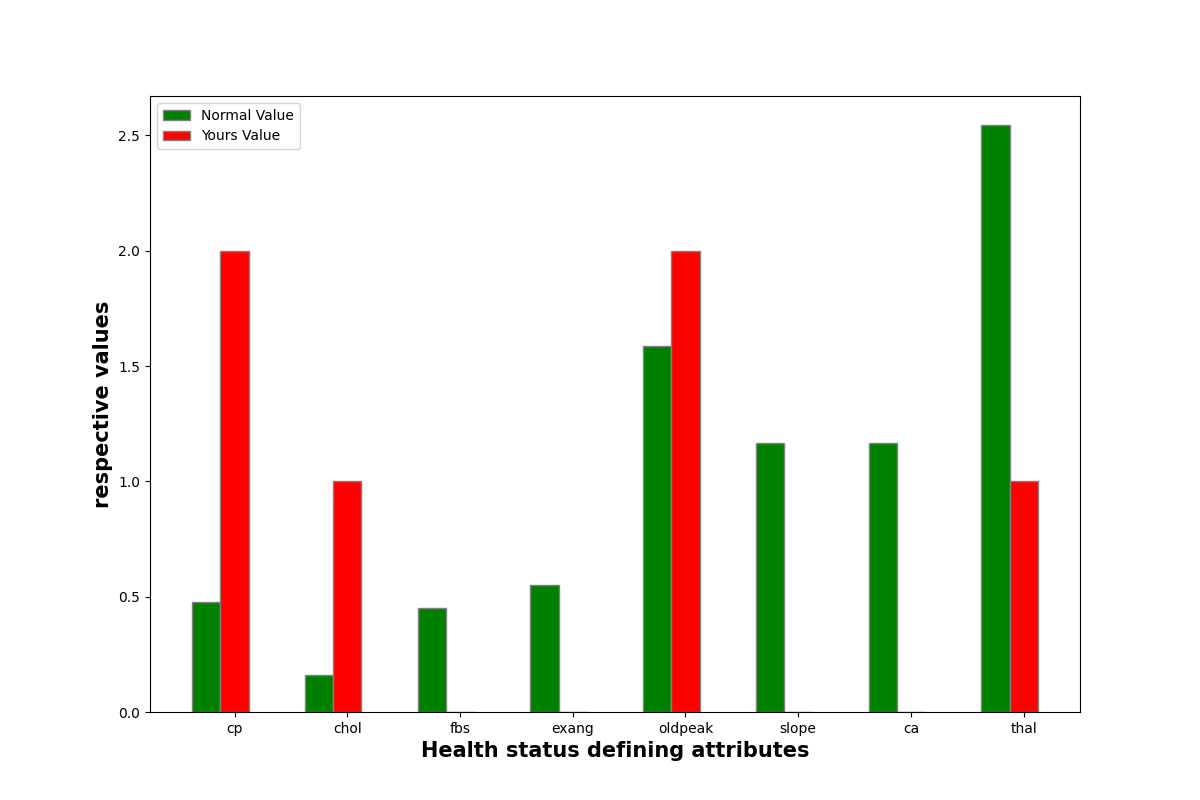 Normal Value
Yours Value
2.5
2.0
1.5
1.0
0.5
0.0
respective values
cp chol fbs exang oldpeak slope ca thal
Health status defining attributes